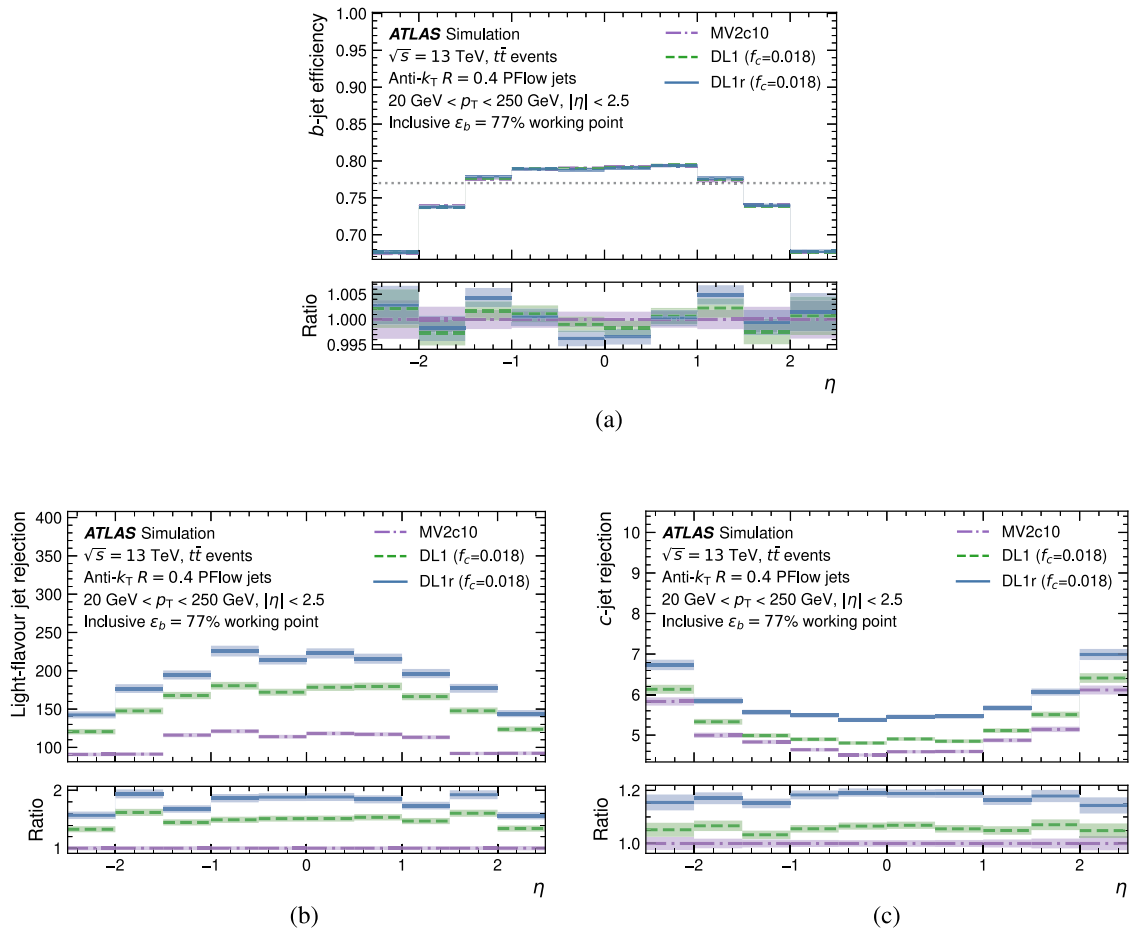 1.00
0.95
0.90
0.85
0.80
0.75
0.70
b-jet efficiency
ATLAS Simulation
√s = 13 TeV, tt̄ events
Anti-kT R = 0.4 PFlow jets
20 GeV < pT < 250 GeV, |η| < 2.5
Inclusive εb = 77% working point
MV2c10
DL1 (fc=0.018)
DL1r (fc=0.018)
1.005
1.000
0.995
Ratio
−2 −1 0 1 2
η
(a)
400
350
300
250
200
150
100
Light-flavour jet rejection
ATLAS Simulation
√s = 13 TeV, tt̄ events
Anti-kT R = 0.4 PFlow jets
20 GeV < pT < 250 GeV, |η| < 2.5
Inclusive εb = 77% working point
MV2c10
DL1 (fc=0.018)
DL1r (fc=0.018)
2
1
Ratio
−2 −1 0 1 2
η
(b)
10
9
8
7
6
5
c-jet rejection
ATLAS Simulation
√s = 13 TeV, tt̄ events
Anti-kT R = 0.4 PFlow jets
20 GeV < pT < 250 GeV, |η| < 2.5
Inclusive εb = 77% working point
MV2c10
DL1 (fc=0.018)
DL1r (fc=0.018)
1.2
1.0
Ratio
−2 −1 0 1 2
η
(c)